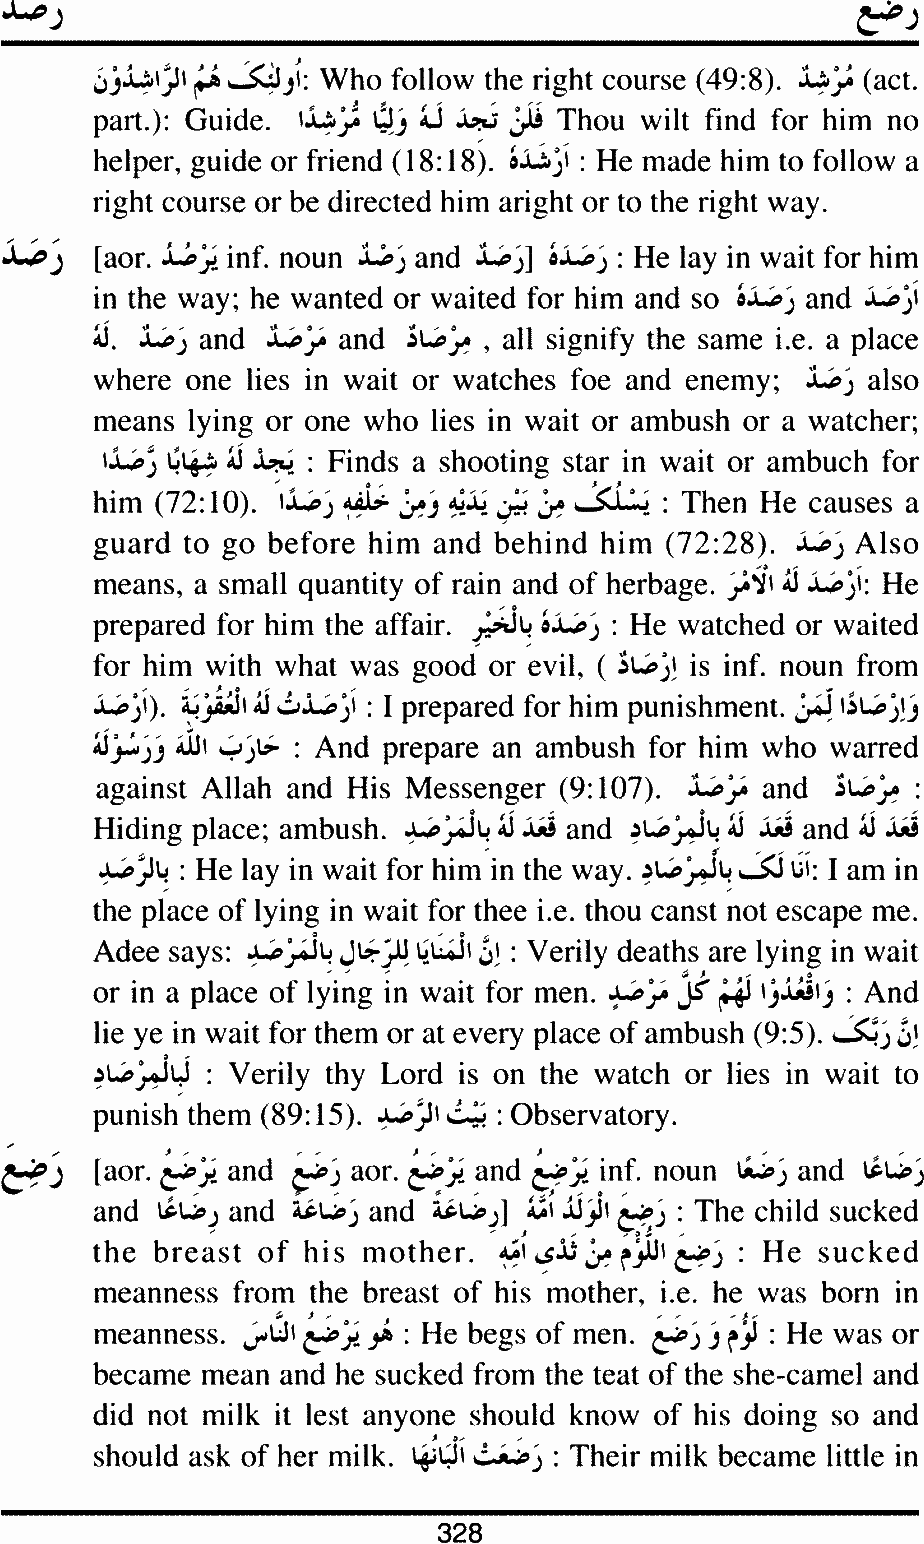 رصد رضع
اُولٰٓئِکَ ھُمُ الرَّاشِدُوْنَ: Who follow the right course (49:8). مُرْشِدٌ (act.
part.): Guide. فَلَنْ تَجِدَ لَہٗ وَلِیًّا مُّرْشِدًا Thou wilt find for him no
helper, guide or friend (18:18). اَرْشَدَہٗ : He made him to follow a
right course or be directed him aright or to the right way.
رَصَدَ [aor. یَرْصُدُ inf. noun رَصْدٌ and رَصَدٌ] رَصَدَہٗ : He lay in wait for him
in the way; he wanted or waited for him and so رَصَدَہٗ and اَرْصَدَ
لَہٗ. رَصَدٌ and مَرْصَدٌ and مِرْصَادٌ , all signify the same i.e. a place
where one lies in wait or watches foe and enemy; رَصَدٌ also
means lying or one who lies in wait or ambush or a watcher;
یَجِدْ لَہٗ شِھَابًا رَّصَدًا : Finds a shooting star in wait or ambuch for
him (72:10). یَسْلُکُ مِنْ بَیْنِ یَدَیْہِ وَمِنْ خَلْفِہٖ رَصَدًا : Then He causes a
guard to go before him and behind him (72:28). رَصَدٌ Also
means, a small quantity of rain and of herbage. اَرْصَدَ لَہُ الْاَمْرَ: He
prepared for him the affair. رَصَدَہٗ بِالْخَیْرِ : He watched or waited
for him with what was good or evil, ( اِرْصَادٌ is inf. noun from
اَرْصَدَ). اَرْصَدْتُ لَہُ الْعُقُوْبَۃَ : I prepared for him punishment. وَاِرْصَادًا لِّمَنْ
حَارَبَ اللّٰہَ وَرَسُوْلَہٗ : And prepare an ambush for him who warred
against Allah and His Messenger (9:107). مَرْصَدٌ and مِرْصَادٌ :
Hiding place; ambush. قَعَدَ لَہٗ بِالْمَرْصَدِ and قَعَدَ لَہٗ بِالْمِرْصَادِ and قَعَدَ لَہٗ
بِالرَّصَدِ : He lay in wait for him in the way. اَنَا لَکَ بِالْمِرْصَادِ: I am in
the place of lying in wait for thee i.e. thou canst not escape me.
Adee says: اِنَّ الْمَنَایَا لِلرِّجَالِ بِالْمَرْصَدِ : Verily deaths are lying in wait
or in a place of lying in wait for men. وَاقْعُدُوْا لَھُمْ کُلَّ مَرْصَدٍ : And
lie ye in wait for them or at every place of ambush (9:5). اِنَّ رَبَّکَ
لَبِالْمِرْصَادِ : Verily thy Lord is on the watch or lies in wait to
punish them (89:15). بَیْتُ الرَّصَدِ : Observatory.
رَضِعَ [aor. یَرْضَعُ and رَضَعَ aor. یَرْضِعُ and یَرْضَعُ inf. noun رَضْعًا and رَضَاعًا
and رِضَاعًا and رَضَاعَۃً and رِضَاعَۃً] رَضِعَ الْوَلَدُ اُمَّہٗ : The child sucked
the breast of his mother. رَضِعَ اللُّؤْمَ مِنْ ثَدْیِ اُمِّہٖ : He sucked
meanness from the breast of his mother, i.e. he was born in
meanness. ھُوَ یَرْضَعُ النَّاسَ : He begs of men. لَؤُمَ وَ رَضُعَ : He was or
became mean and he sucked from the teat of the she-camel and
did not milk it lest anyone should know of his doing so and
should ask of her milk. رَضَعَتْ اَلْبَانُھَا : Their milk became little in
328